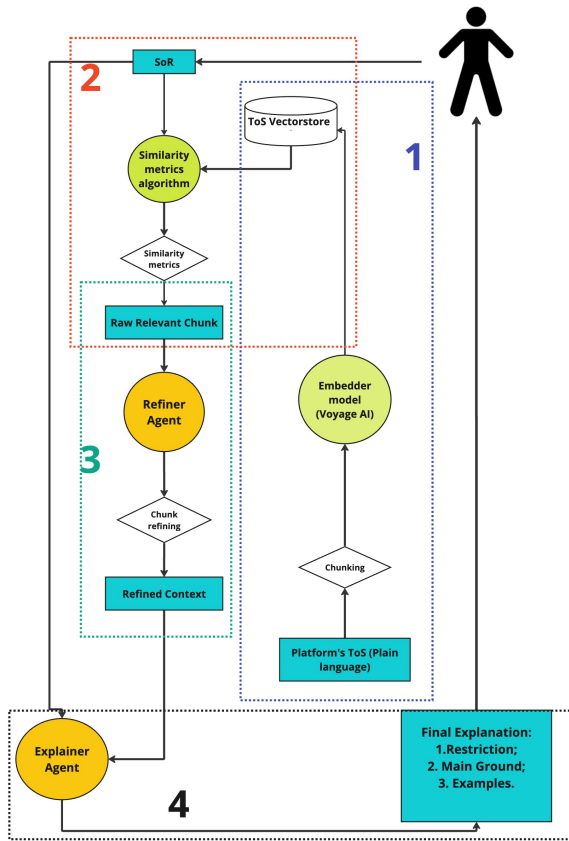 SoR
2
ToS Vectorstore
1
Similarity
metrics
algorithm
Similarity
metrics
Raw Relevant Chunk
Refiner
Agent
Embedder
model
(Voyage AI)
3
Chunk
refining
Chunking
Refined Context
Platform's ToS (Plain
language)
Explainer
Agent
4
Final Explanation:
1.Restriction;
2. Main Ground;
3. Examples.